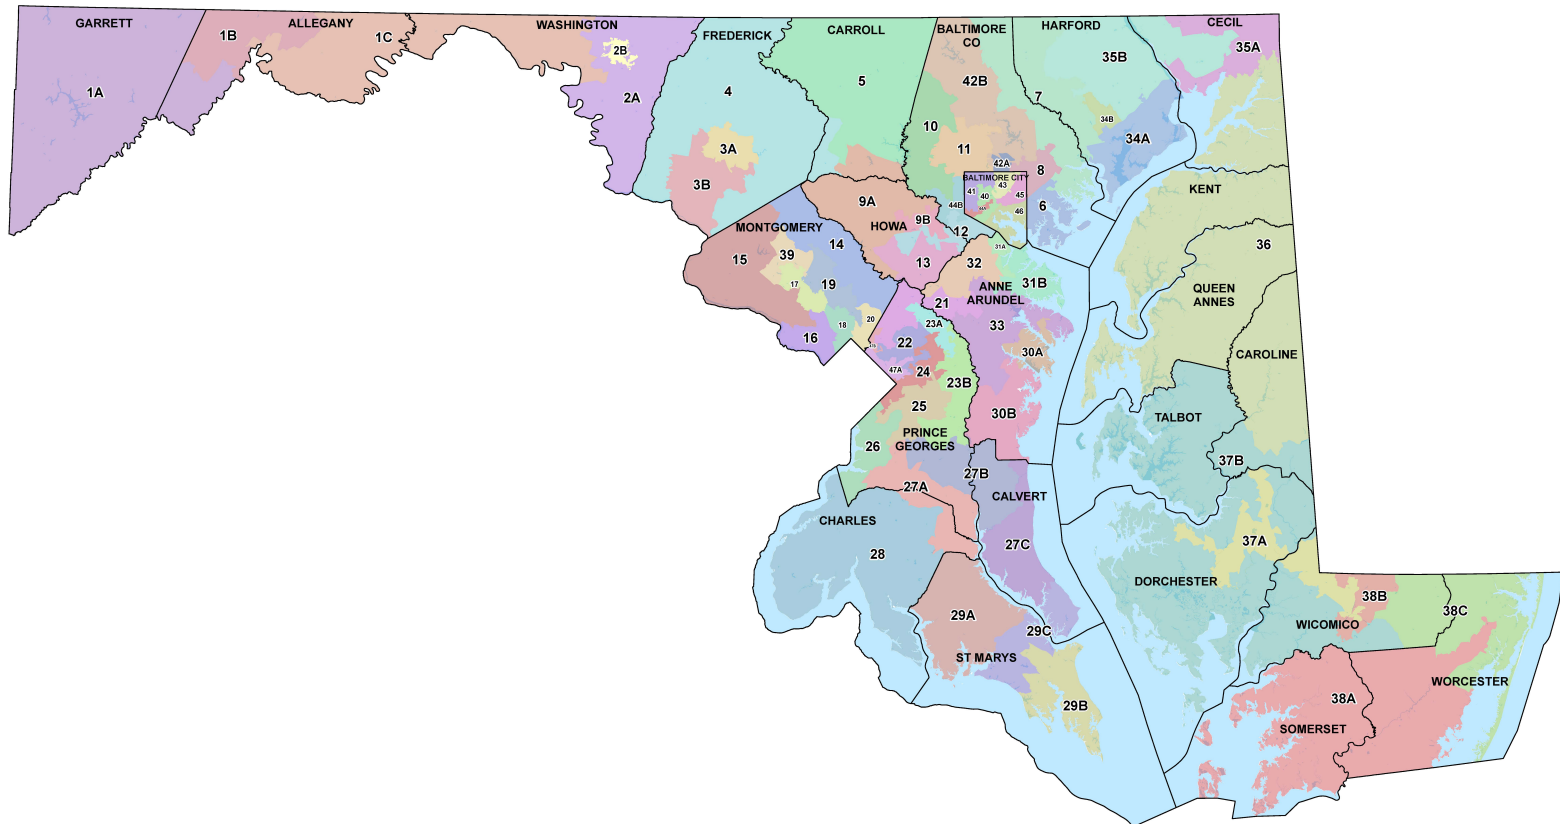 GARRETT
ALLEGANY
WASHINGTON
FREDERICK
CARROLL
BALTIMORE
CO
HARFORD
CECIL
1A
1B
1C
2B
2A
4
5
42B
7
35B
35A
3A
3B
10
11
34B
34A
42A
8
BALTIMORE CITY
41
40
43
45
46
44B
6
9A
9B
HOWA
12
13
KENT
36
MONTGOMERY
14
15
39
17
19
16
18
20
31A
32
31B
ANNE
ARUNDEL
21
33
30A
30B
QUEEN
ANNES
CAROLINE
23A
22
47A
24
23B
25
PRINCE
GEORGES
26
27A
27B
CALVERT
27C
TALBOT
37B
37A
DORCHESTER
CHARLES
28
29A
29C
ST MARYS
29B
38B
38C
WICOMICO
WORCESTER
38A
SOMERSET